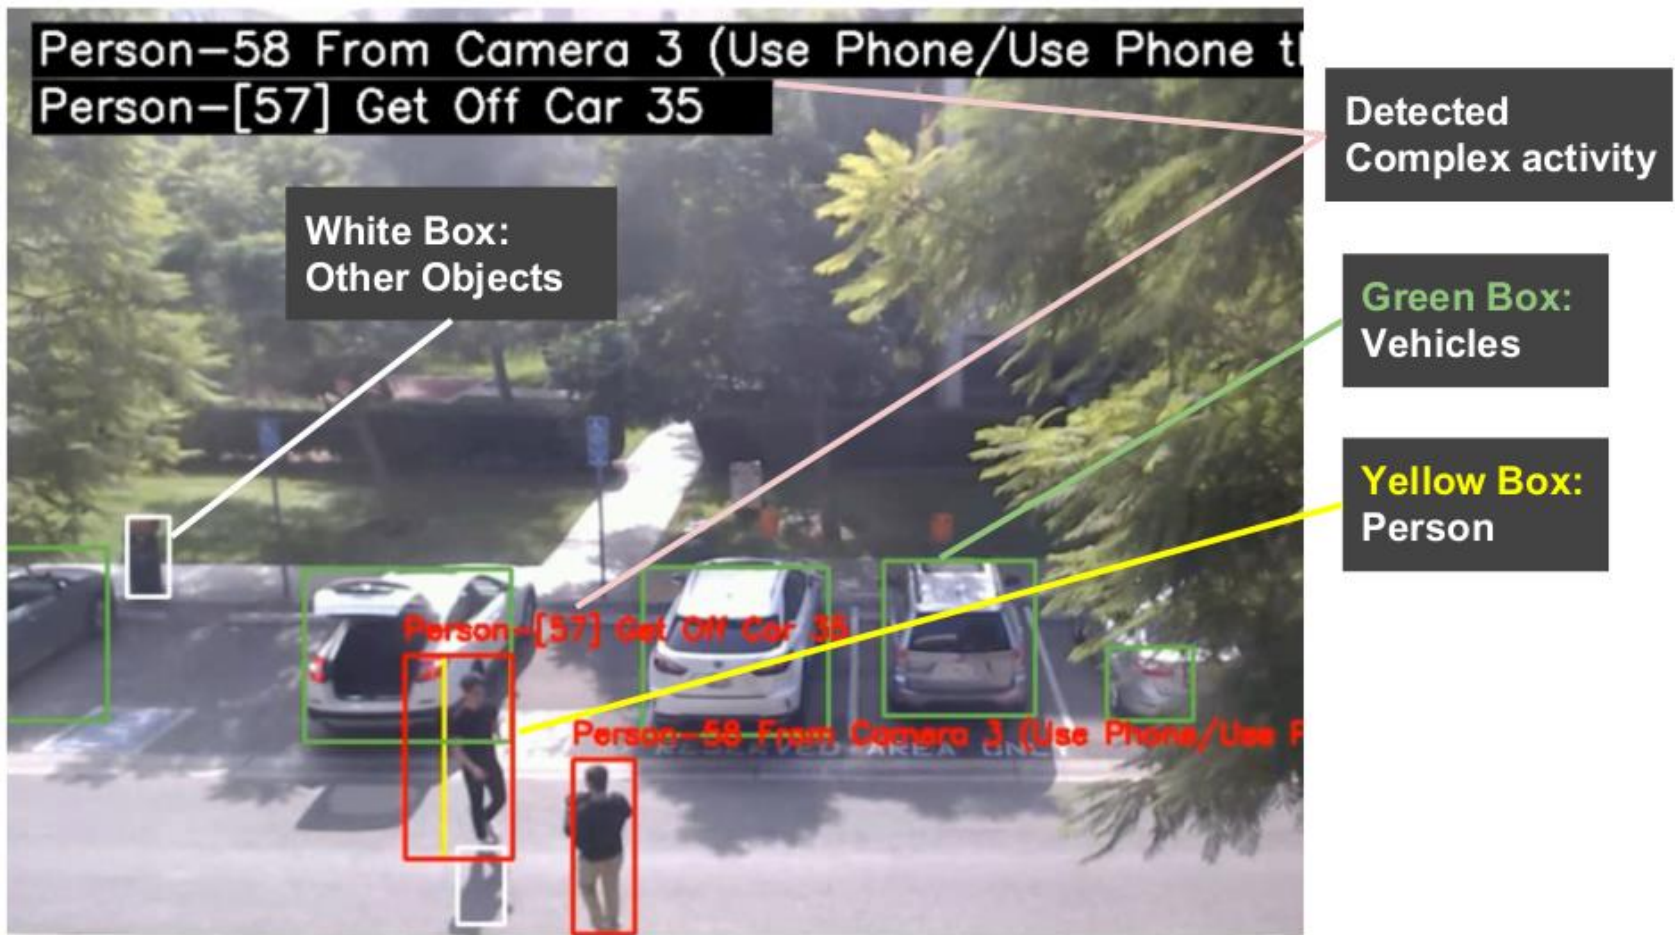 Person-58 From Camera 3 (Use Phone/Use Phone t
Person-[57] Get Off Car 35
Detected
Complex activity
White Box:
Other Objects
Green Box:
Vehicles
Yellow Box:
Person
Person-[57] Get Off Car 35
Person-58 From Camera 3 (Use Phone/Use P
AREA ONLY